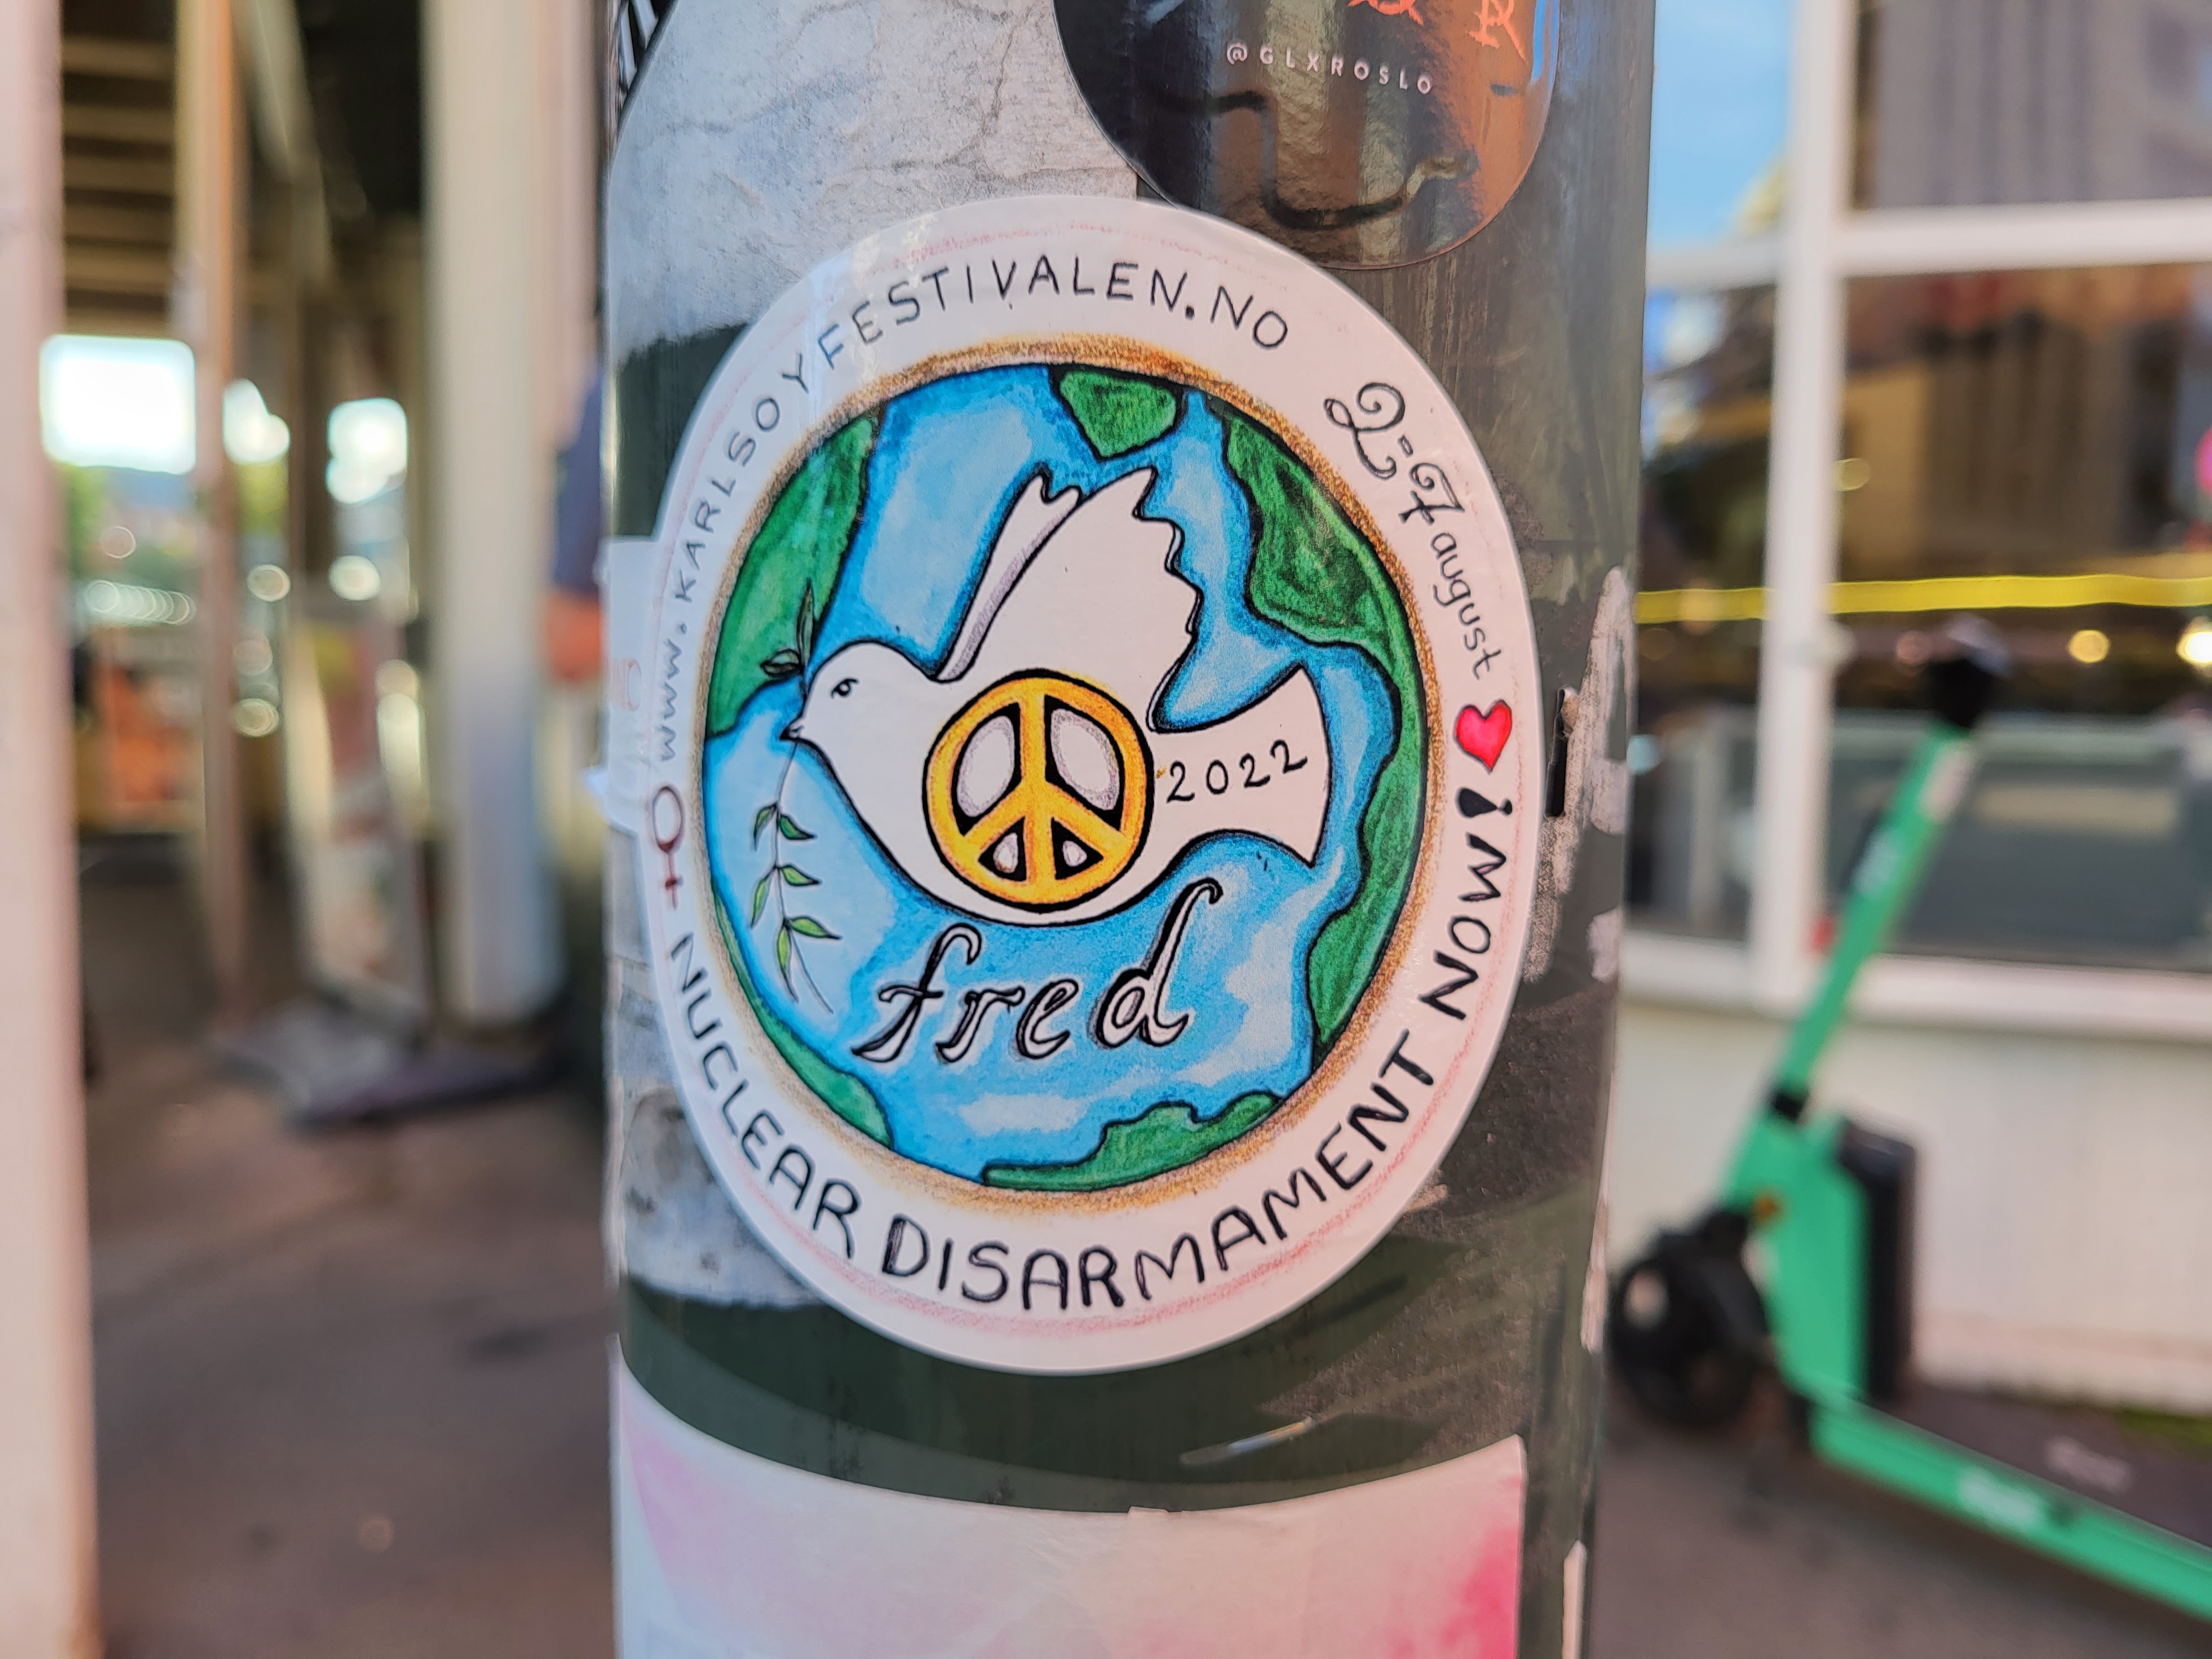 @GLXROSLO
www.KARLSOYFESTIVALEN.NO
2-7 august
2022
fred
NUCLEAR DISARMAMENT NOW!